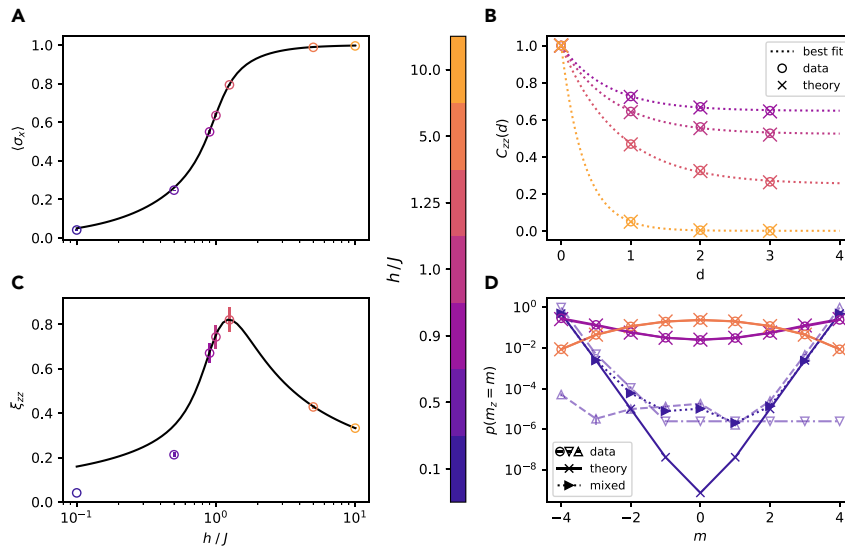 A
1.0
0.8
0.6
0.4
0.2
0.0
⟨σx⟩
10.0
5.0
1.25
1.0
0.9
0.5
0.1
h / J
B
1.0
0.8
0.6
0.4
0.2
0.0
Czz(d)
0 1 2 3 4
d
best fit
data
theory
C
0.8
0.6
0.4
0.2
0.0
ξzz
10⁻¹ 10⁰ 10¹
h / J
D
10⁰
10⁻²
10⁻⁴
10⁻⁶
10⁻⁸
p(mz = m)
−4 −2 0 2 4
m
data
theory
mixed